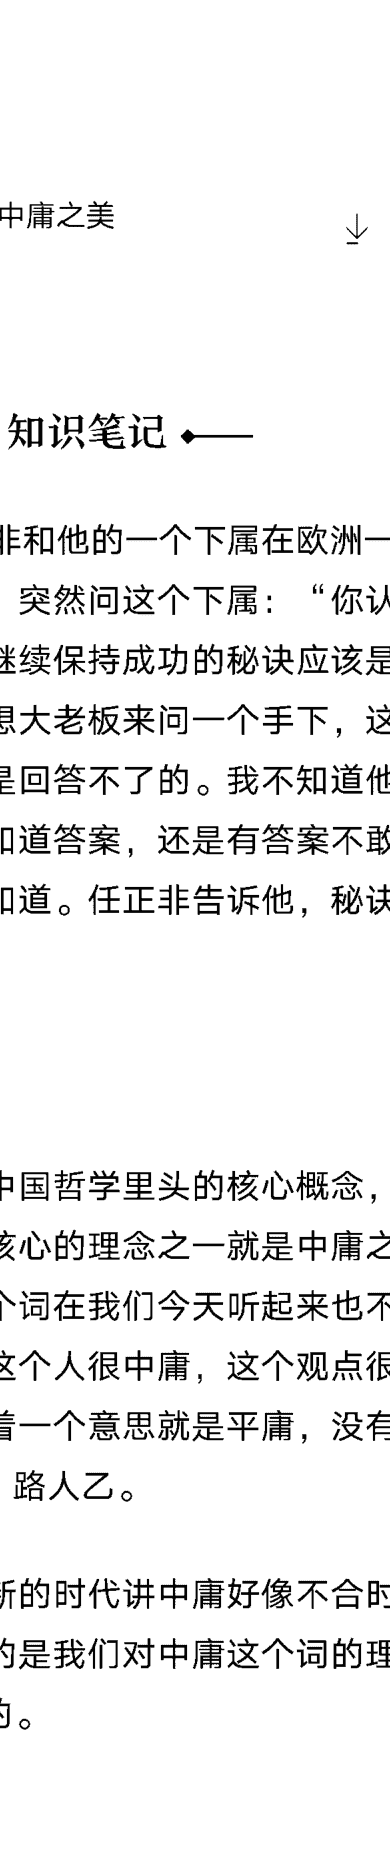 中庸之美
知识笔记
非和他的一个下属在欧洲一
突然问这个下属：“你认
继续保持成功的秘诀应该是
想大老板来问一个手下，这
是回答不了的。我不知道他
知道答案，还是有答案不敢
知道。任正非告诉他，秘诀
中国哲学里头的核心概念，
核心的理念之一就是中庸之
个词在我们今天听起来也不
这个人很中庸，这个观点很
着一个意思就是平庸，没有
路人乙。
新的时代讲中庸好像不合时
的是我们对中庸这个词的理
的。